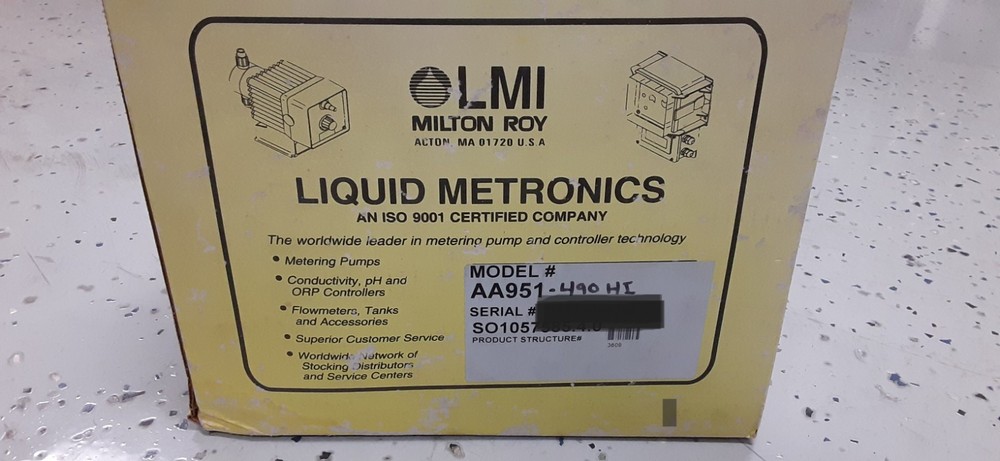 LMI
MILTON ROY
ACTON, MA 01720 U.S.A
LIQUID METRONICS
AN ISO 9001 CERTIFIED COMPANY
The worldwide leader in metering pump and controller technology
• Metering Pumps
• Conductivity, pH and
ORP Controllers
• Flowmeters, Tanks
and Accessories
• Superior Customer Service
• Worldwide Network of
Stocking Distributors
and Service Centers
MODEL #
AA951-490 HI
SERIAL #
PRODUCT STRUCTURE#